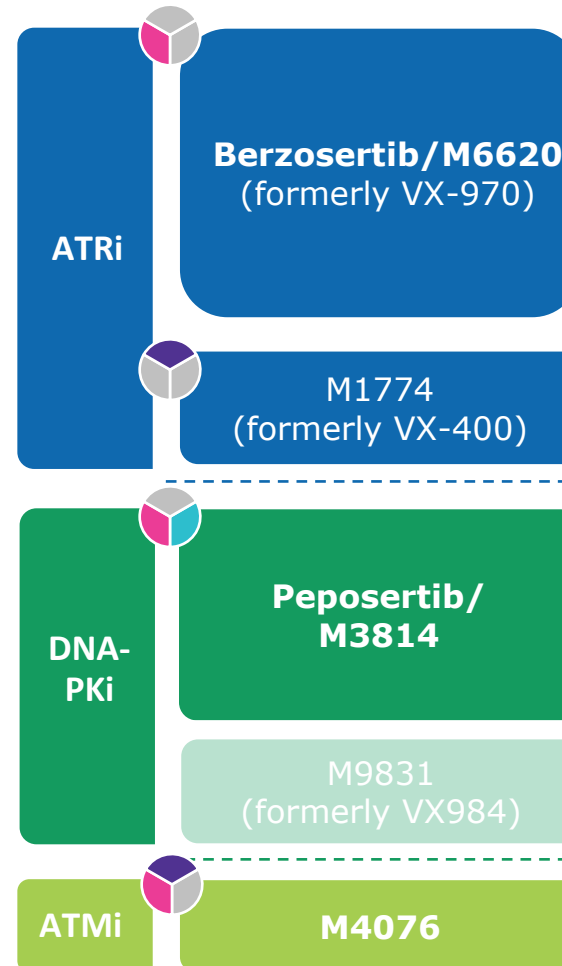 ATRi
Berzosertib/M6620
(formerly VX-970)
M1774
(formerly VX-400)
DNA-
PKi
Peposertib/
M3814
M9831
(formerly VX984)
ATMi
M4076